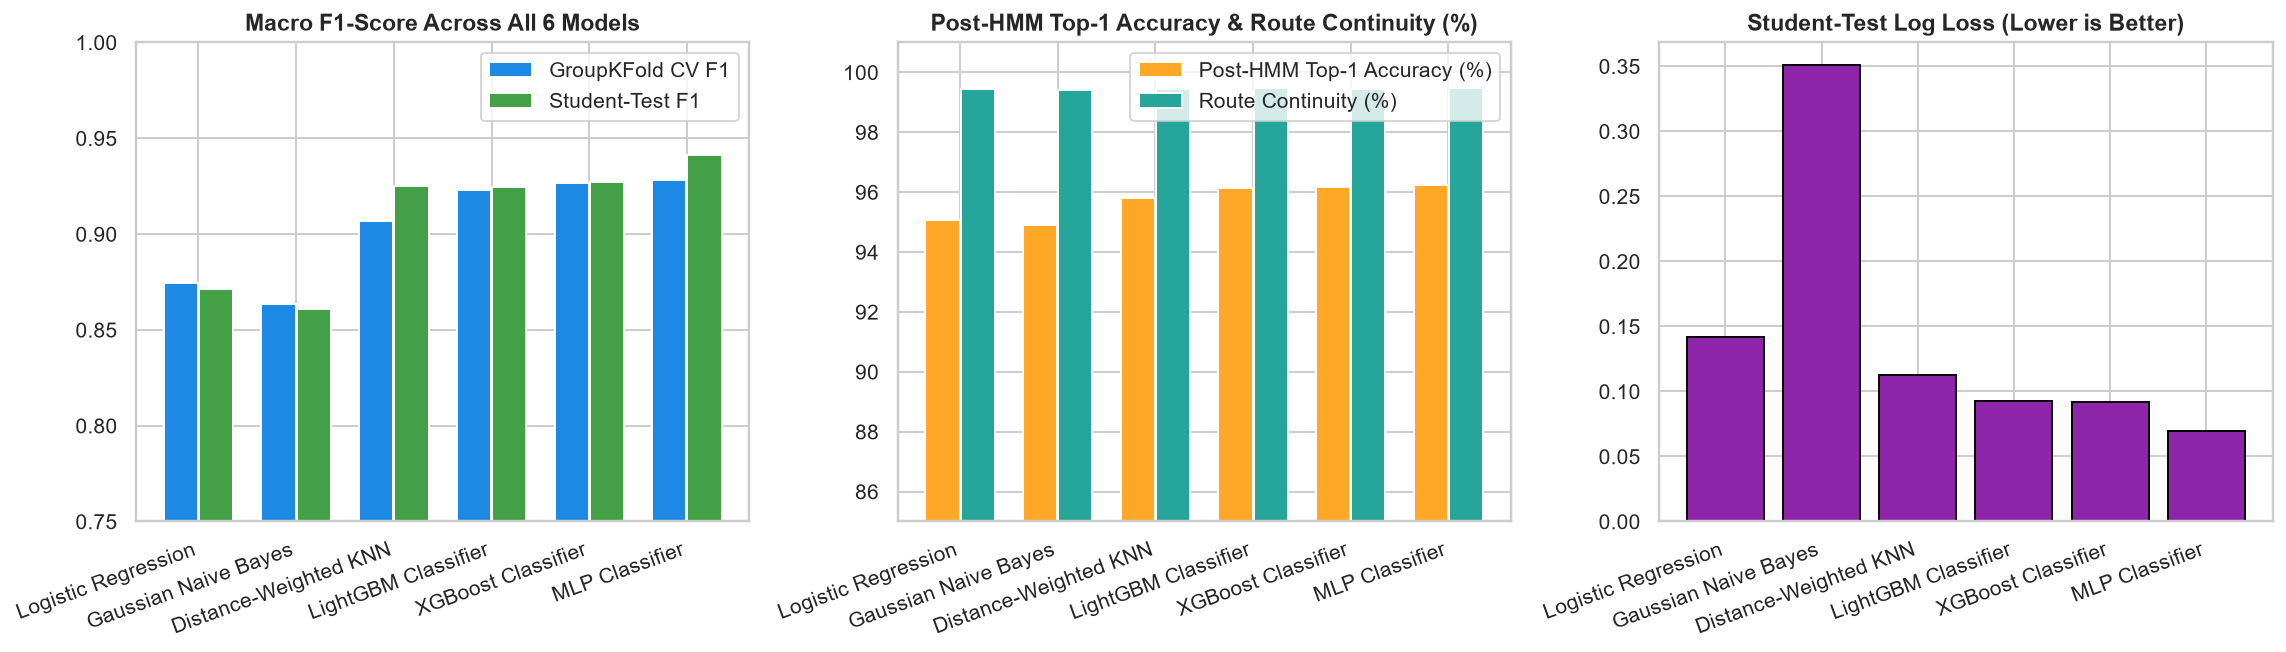 Macro F1-Score Across All 6 Models
1.00
0.95
0.90
0.85
0.80
0.75
GroupKFold CV F1
Student-Test F1
Logistic Regression
Gaussian Naive Bayes
Distance-Weighted KNN
LightGBM Classifier
XGBoost Classifier
MLP Classifier
Post-HMM Top-1 Accuracy & Route Continuity (%)
100
98
96
94
92
90
88
86
Post-HMM Top-1 Accuracy (%)
Route Continuity (%)
Logistic Regression
Gaussian Naive Bayes
Distance-Weighted KNN
LightGBM Classifier
XGBoost Classifier
MLP Classifier
Student-Test Log Loss (Lower is Better)
0.35
0.30
0.25
0.20
0.15
0.10
0.05
0.00
Logistic Regression
Gaussian Naive Bayes
Distance-Weighted KNN
LightGBM Classifier
XGBoost Classifier
MLP Classifier